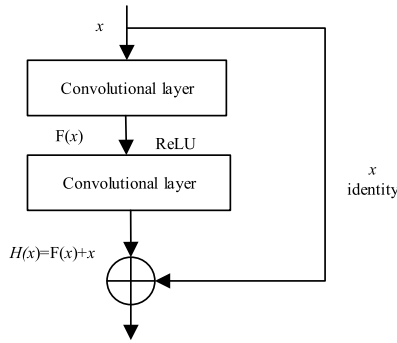 x
Convolutional layer
F(x)
ReLU
Convolutional layer
x
identity
H(x)=F(x)+x